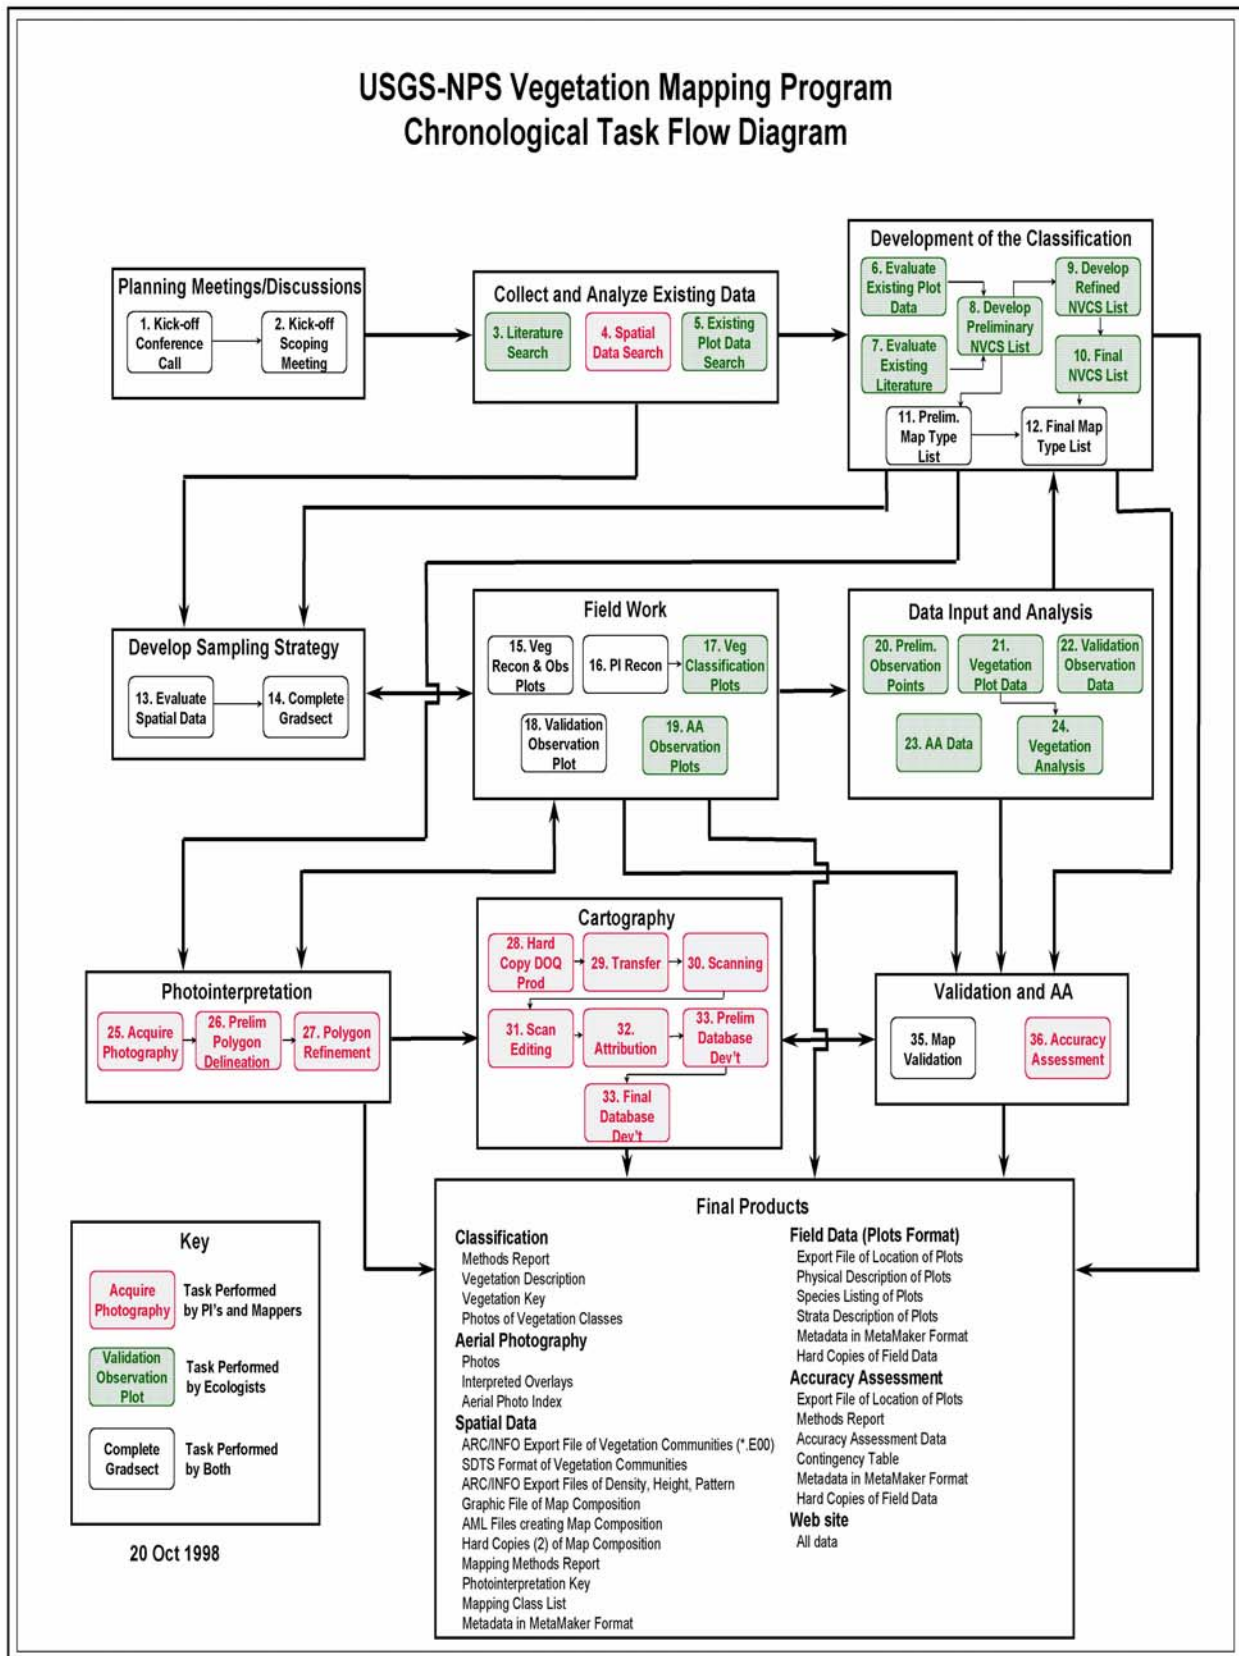 USGS-NPS Vegetation Mapping Program
Chronological Task Flow Diagram
Planning Meetings/Discussions
1. Kick-off
Conference
Call
2. Kick-off
Scoping
Meeting
Collect and Analyze Existing Data
3. Literature
Search
4. Spatial
Data Search
5. Existing
Plot Data
Search
Development of the Classification
6. Evaluate
Existing Plot
Data
7. Evaluate
Existing
Literature
8. Develop
Preliminary
NVCS List
9. Develop
Refined
NVCS List
10. Final
NVCS List
11. Prelim.
Map Type
List
12. Final Map
Type List
Develop Sampling Strategy
13. Evaluate
Spatial Data
14. Complete
Gradsect
Field Work
15. Veg
Recon & Obs
Plots
16. PI Recon
17. Veg
Classification
Plots
18. Validation
Observation
Plot
19. AA
Observation
Plots
Data Input and Analysis
20. Prelim.
Observation
Points
21.
Vegetation
Plot Data
22. Validation
Observation
Data
23. AA Data
24.
Vegetation
Analysis
Photointerpretation
25. Acquire
Photography
26. Prelim
Polygon
Delineation
27. Polygon
Refinement
Cartography
28. Hard
Copy DOQ
Prod
29. Transfer
30. Scanning
31. Scan
Editing
32.
Attribution
33. Prelim
Database
Dev't
33. Final
Database
Dev't
Validation and AA
35. Map
Validation
36. Accuracy
Assessment
Key
Acquire
Photography
Task Performed
by PI's and Mappers
Validation
Observation
Plot
Task Performed
by Ecologists
Complete
Gradsect
Task Performed
by Both
20 Oct 1998
Final Products
Classification
Methods Report
Vegetation Description
Vegetation Key
Photos of Vegetation Classes
Aerial Photography
Photos
Interpreted Overlays
Aerial Photo Index
Spatial Data
ARC/INFO Export File of Vegetation Communities (*.E00)
SDTS Format of Vegetation Communities
ARC/INFO Export Files of Density, Height, Pattern
Graphic File of Map Composition
AML Files creating Map Composition
Hard Copies (2) of Map Composition
Mapping Methods Report
Photointerpretation Key
Mapping Class List
Metadata in MetaMaker Format
Field Data (Plots Format)
Export File of Location of Plots
Physical Description of Plots
Species Listing of Plots
Strata Description of Plots
Metadata in MetaMaker Format
Hard Copies of Field Data
Accuracy Assessment
Export File of Location of Plots
Methods Report
Accuracy Assessment Data
Contingency Table
Metadata in MetaMaker Format
Hard Copies of Field Data
Web site
All data